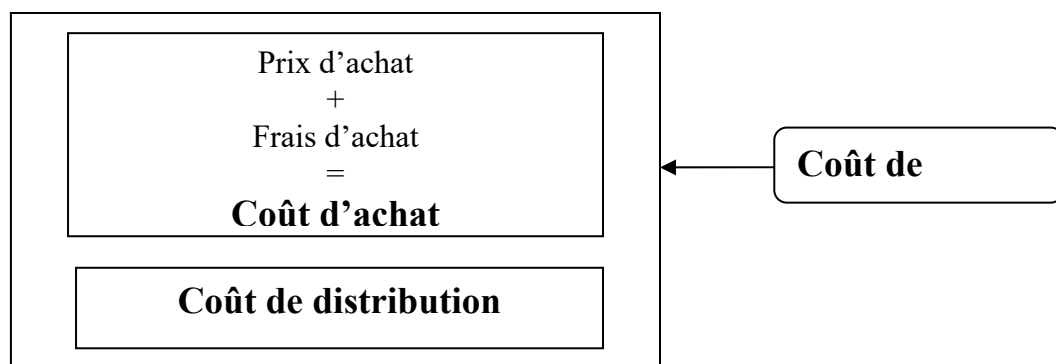 Prix d’achat
+
Frais d’achat
=
Coût d’achat
Coût de distribution
Coût de